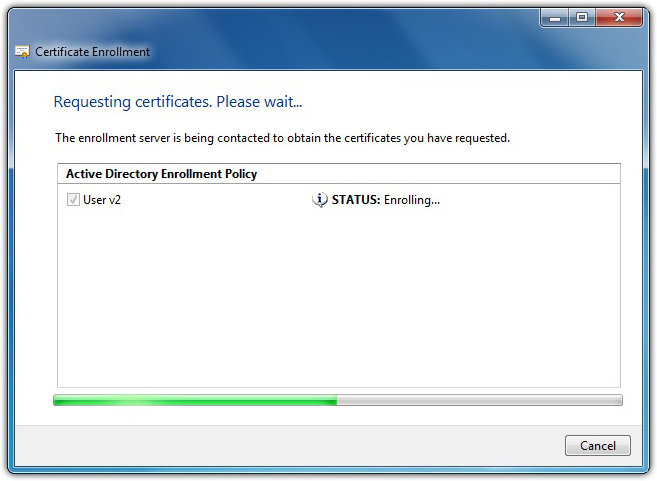 Certificate Enrollment
Requesting certificates. Please wait...
The enrollment server is being contacted to obtain the certificates you have requested.
Active Directory Enrollment Policy
User v2 STATUS: Enrolling...
Cancel